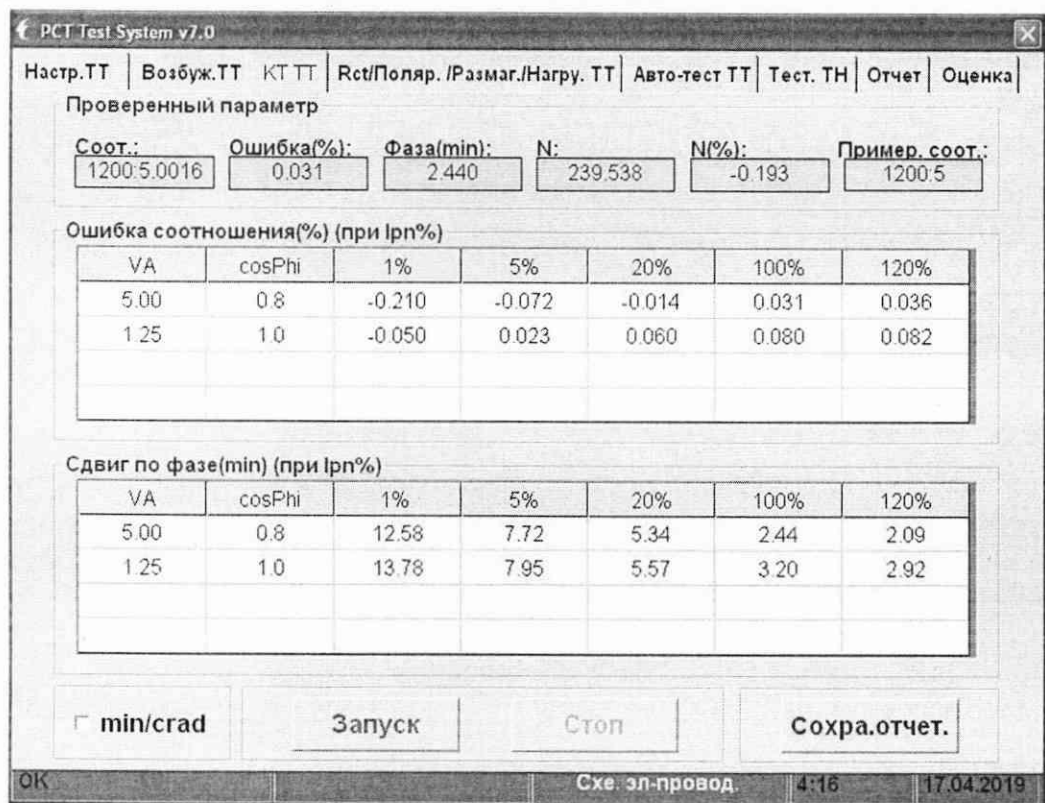 PCT Test System v7.0
Настр.ТТ Возбуж.ТТ КТ ТТ Rct/Поляр. /Размаг./Нагру. ТТ Авто-тест ТТ Тест. ТН Отчет Оценка
Проверенный параметр
Соот.: Ошибка(%): Фаза(min): N: N(%): Пример. соот.:
1200:5.0016 0.031 2.440 239.538 -0.193 1200:5
Ошибка соотношения(%) (при Ipn%)
VA cosPhi 1% 5% 20% 100% 120%
5.00 0.8 -0.210 -0.072 -0.014 0.031 0.036
1.25 1.0 -0.050 0.023 0.060 0.080 0.082
Сдвиг по фазе(min) (при Ipn%)
VA cosPhi 1% 5% 20% 100% 120%
5.00 0.8 12.58 7.72 5.34 2.44 2.09
1.25 1.0 13.78 7.95 5.57 3.20 2.92
min/crad Запуск Стоп Сохра.отчет.
OK Схе. эл-провод. 4:16 17.04.2019